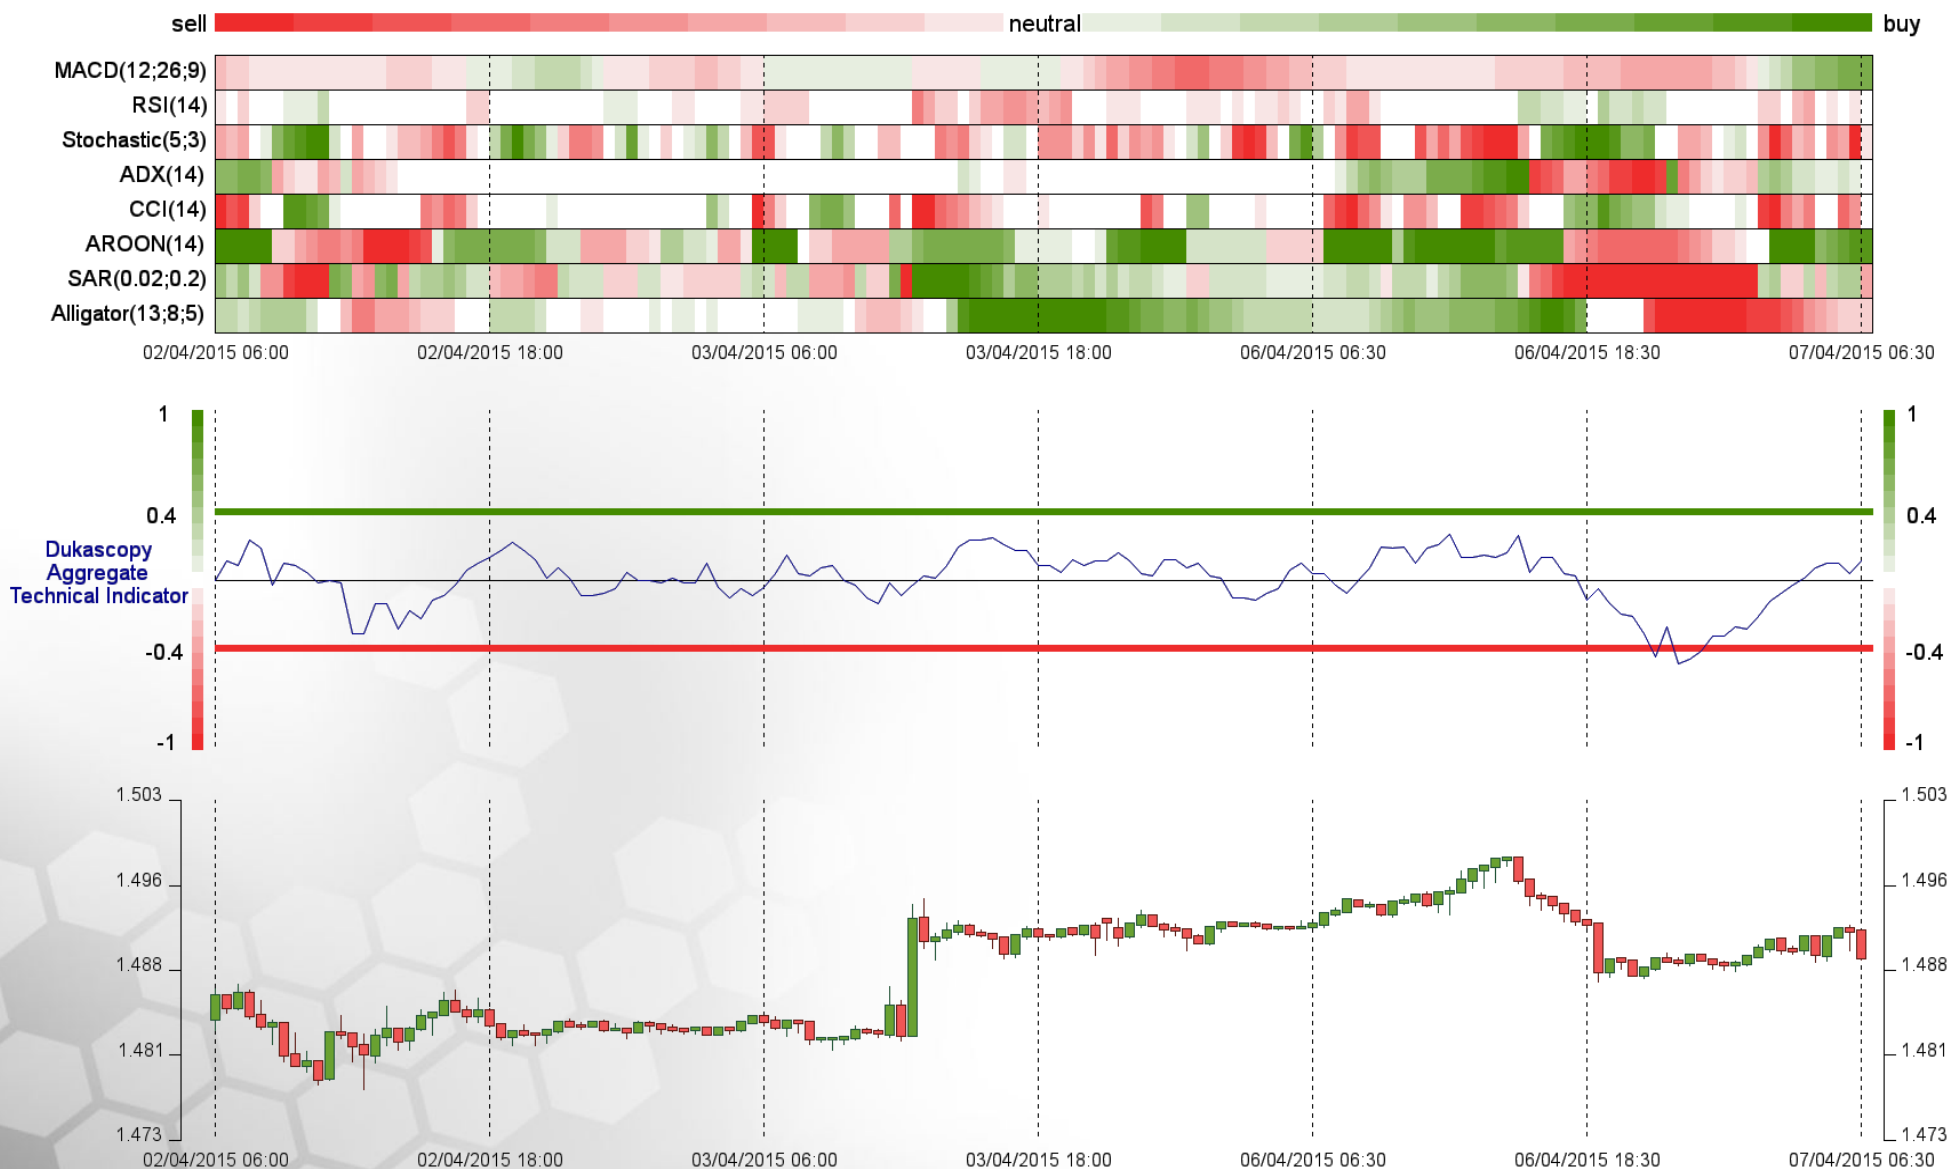 sell neutral buy
MACD(12;26;9)
RSI(14)
Stochastic(5;3)
ADX(14)
CCI(14)
AROON(14)
SAR(0.02;0.2)
Alligator(13;8;5)
02/04/2015 06:00 02/04/2015 18:00 03/04/2015 06:00 03/04/2015 18:00 06/04/2015 06:30 06/04/2015 18:30 07/04/2015 06:30
1 1
0.4 0.4
Dukascopy
Aggregate
Technical Indicator
-0.4 -0.4
-1 -1
1.503 1.503
1.496 1.496
1.488 1.488
1.481 1.481
1.473 1.473
02/04/2015 06:00 02/04/2015 18:00 03/04/2015 06:00 03/04/2015 18:00 06/04/2015 06:30 06/04/2015 18:30 07/04/2015 06:30